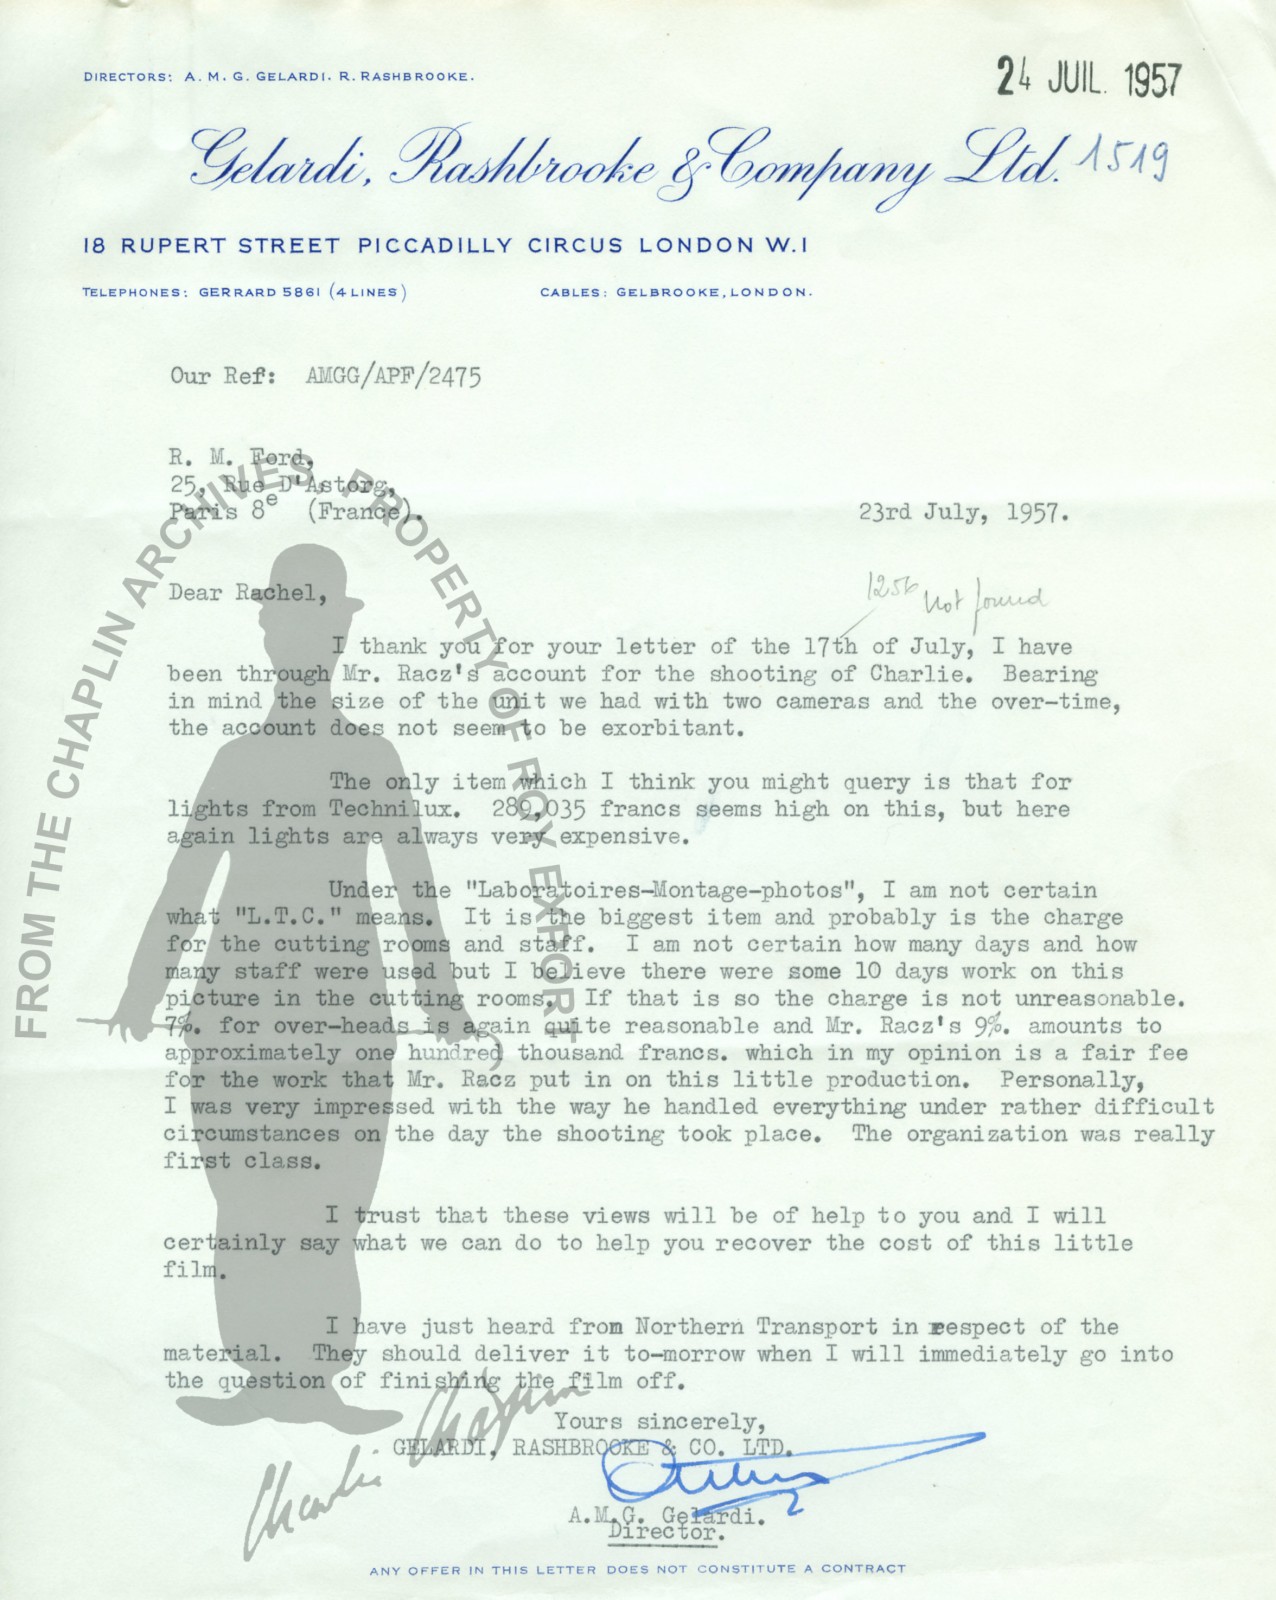 DIRECTORS: A. M. G. GELARDI. R. RASHBROOKE.
24 JUIL. 1957
Gelardi, Rashbrooke & Company Ltd.
1519
18 RUPERT STREET PICCADILLY CIRCUS LONDON W.1
TELEPHONES: GERRARD 5861 (4 LINES) CABLES: GELBROOKE, LONDON.
Our Ref: AMGG/APF/2475
R. M. Ford,
25, Rue D'Astorg,
Paris 8e (France).
23rd July, 1957.
Dear Rachel,
1256 not found
I thank you for your letter of the 17th of July, I have
been through Mr. Racz's account for the shooting of Charlie. Bearing
in mind the size of the unit we had with two cameras and the over-time,
the account does not seem to be exorbitant.
The only item which I think you might query is that for
lights from Technilux. 289,035 francs seems high on this, but here
again lights are always very expensive.
Under the "Laboratoires-Montage-photos", I am not certain
what "L.T.C." means. It is the biggest item and probably is the charge
for the cutting rooms and staff. I am not certain how many days and how
many staff were used but I believe there were some 10 days work on this
picture in the cutting rooms. If that is so the charge is not unreasonable.
7%. for over-heads is again quite reasonable and Mr. Racz's 9%. amounts to
approximately one hundred thousand francs. which in my opinion is a fair fee
for the work that Mr. Racz put in on this little production. Personally,
I was very impressed with the way he handled everything under rather difficult
circumstances on the day the shooting took place. The organization was really
first class.
I trust that these views will be of help to you and I will
certainly say what we can do to help you recover the cost of this little
film.
I have just heard from Northern Transport in respect of the
material. They should deliver it to-morrow when I will immediately go into
the question of finishing the film off.
Yours sincerely,
GELARDI, RASHBROOKE & CO. LTD.
A.M.G. Gelardi.
Director.
ANY OFFER IN THIS LETTER DOES NOT CONSTITUTE A CONTRACT
FROM THE CHAPLIN ARCHIVES, PROPERTY OF ROY EXPORT
Charlie Chaplin